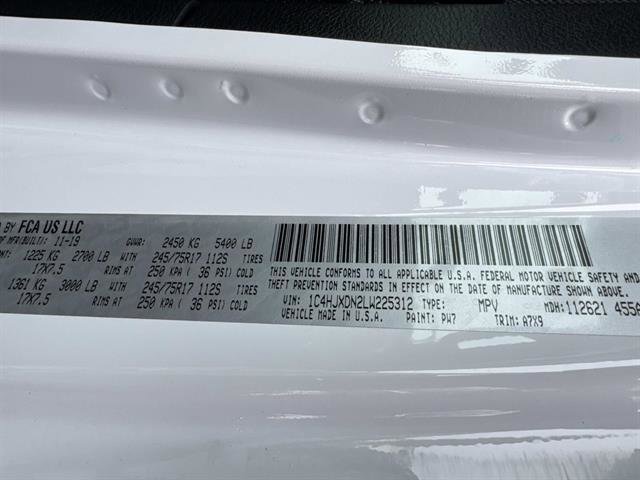 BY FCA US LLC
OF MFR(BUILT): 11-19 GVWR: 2450 KG 5400 LB
1225 KG 2700 LB 245/75R17 112S TIRES
17X7.5 RIMS AT 250 KPA ( 36 PSI) COLD
1361 KG 3000 LB 245/75R17 112S TIRES
17X7.5 RIMS AT 250 KPA ( 36 PSI) COLD
THIS VEHICLE CONFORMS TO ALL APPLICABLE U.S.A. FEDERAL MOTOR VEHICLE SAFETY AND
THEFT PREVENTION STANDARDS IN EFFECT ON THE DATE OF MANUFACTURE SHOWN ABOVE.
VIN: 1C4HJXDN2LW225312 TYPE: MPV MDH: 112621
VEHICLE MADE IN U.S.A. PAINT: PW7 TRIM: A7X9